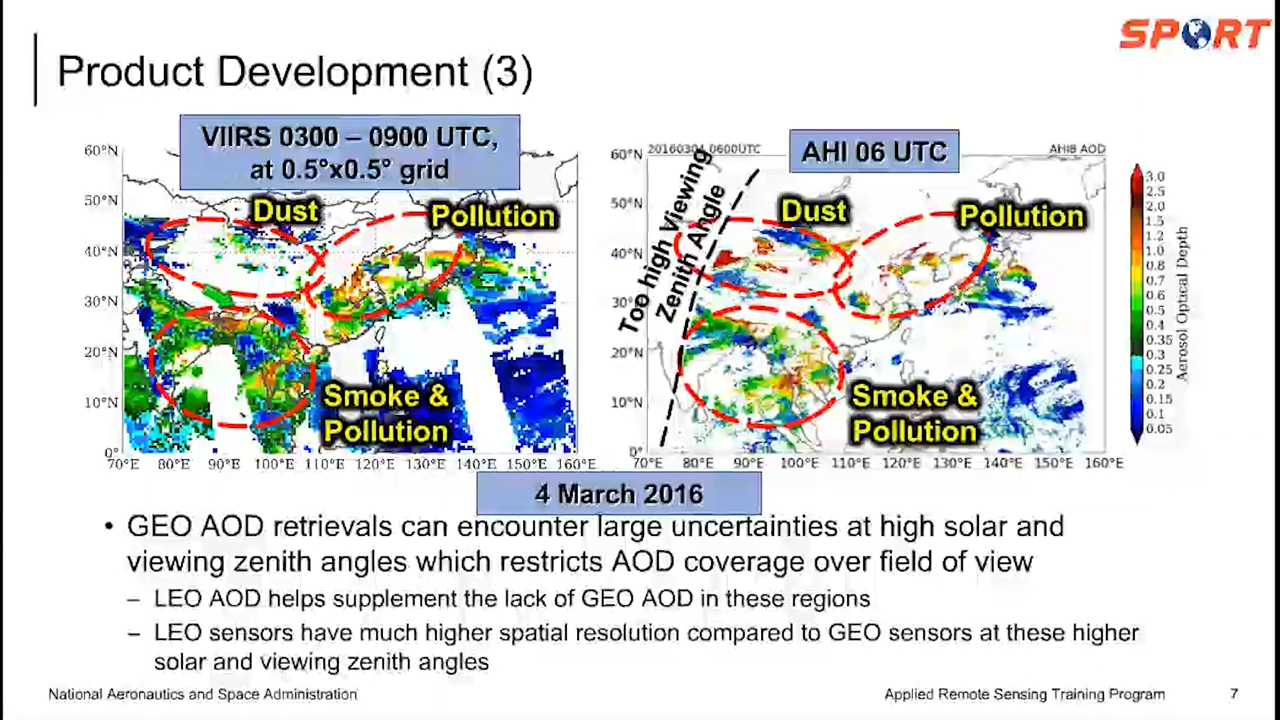 SPORT
Product Development (3)
VIIRS 0300 – 0900 UTC,
at 0.5°x0.5° grid
60°N
50°N
40°N
30°N
20°N
10°N
0°
70°E 80°E 90°E 100°E 110°E 120°E 130°E 140°E 150°E 160°E
Dust
Pollution
Smoke &
Pollution
AHI 06 UTC
0600UTC
AHI8 AOD
Too high Viewing
Zenith Angle
60°N
50°N
40°N
30°
20°N
10°N
0°
70°E 80°E 90°E 100°E 110°E 120°E 130°E 140°E 150°E 160°E
Dust
Pollution
Smoke &
Pollution
3.0
2.5
2.0
1.5
1.2
1.0
0.8
0.7
0.6
0.5
0.4
0.35
0.3
0.25
0.2
0.15
0.1
0.05
Aerosol Optical Depth
4 March 2016
• GEO AOD retrievals can encounter large uncertainties at high solar and
viewing zenith angles which restricts AOD coverage over field of view
– LEO AOD helps supplement the lack of GEO AOD in these regions
– LEO sensors have much higher spatial resolution compared to GEO sensors at these higher
solar and viewing zenith angles
National Aeronautics and Space Administration
Applied Remote Sensing Training Program
7